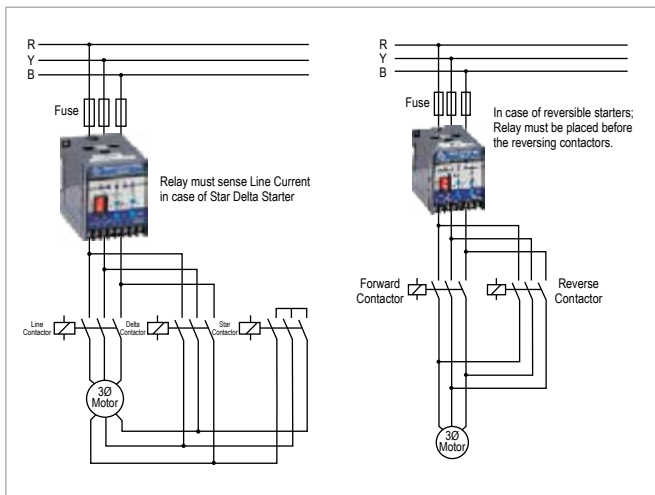 R
Y
B
Fuse
Relay must sense Line Current
in case of Star Delta Starter
Line
Contactor
Delta
Contactor
Star
Contactor
3Ø
Motor
R
Y
B
Fuse
In case of reversible starters;
Relay must be placed before
the reversing contactors.
Forward
Contactor
Reverse
Contactor
3Ø
Motor